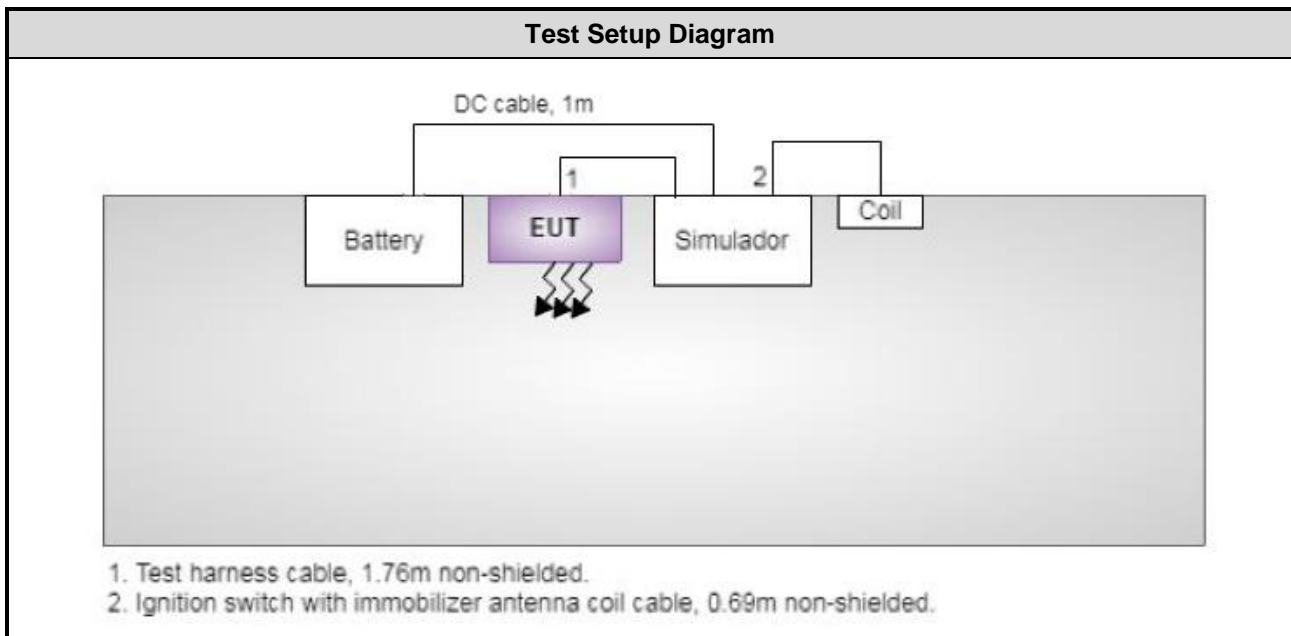 Test Setup Diagram
DC cable, 1m
1
2
Battery
EUT
Simulador
Coil
1. Test harness cable, 1.76m non-shielded.
2. Ignition switch with immobilizer antenna coil cable, 0.69m non-shielded.